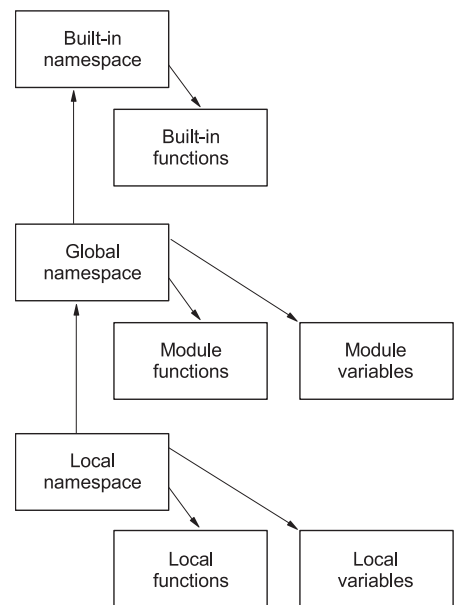 Built-in
namespace
Built-in
functions
Global
namespace
Module
functions
Module
variables
Local
namespace
Local
functions
Local
variables